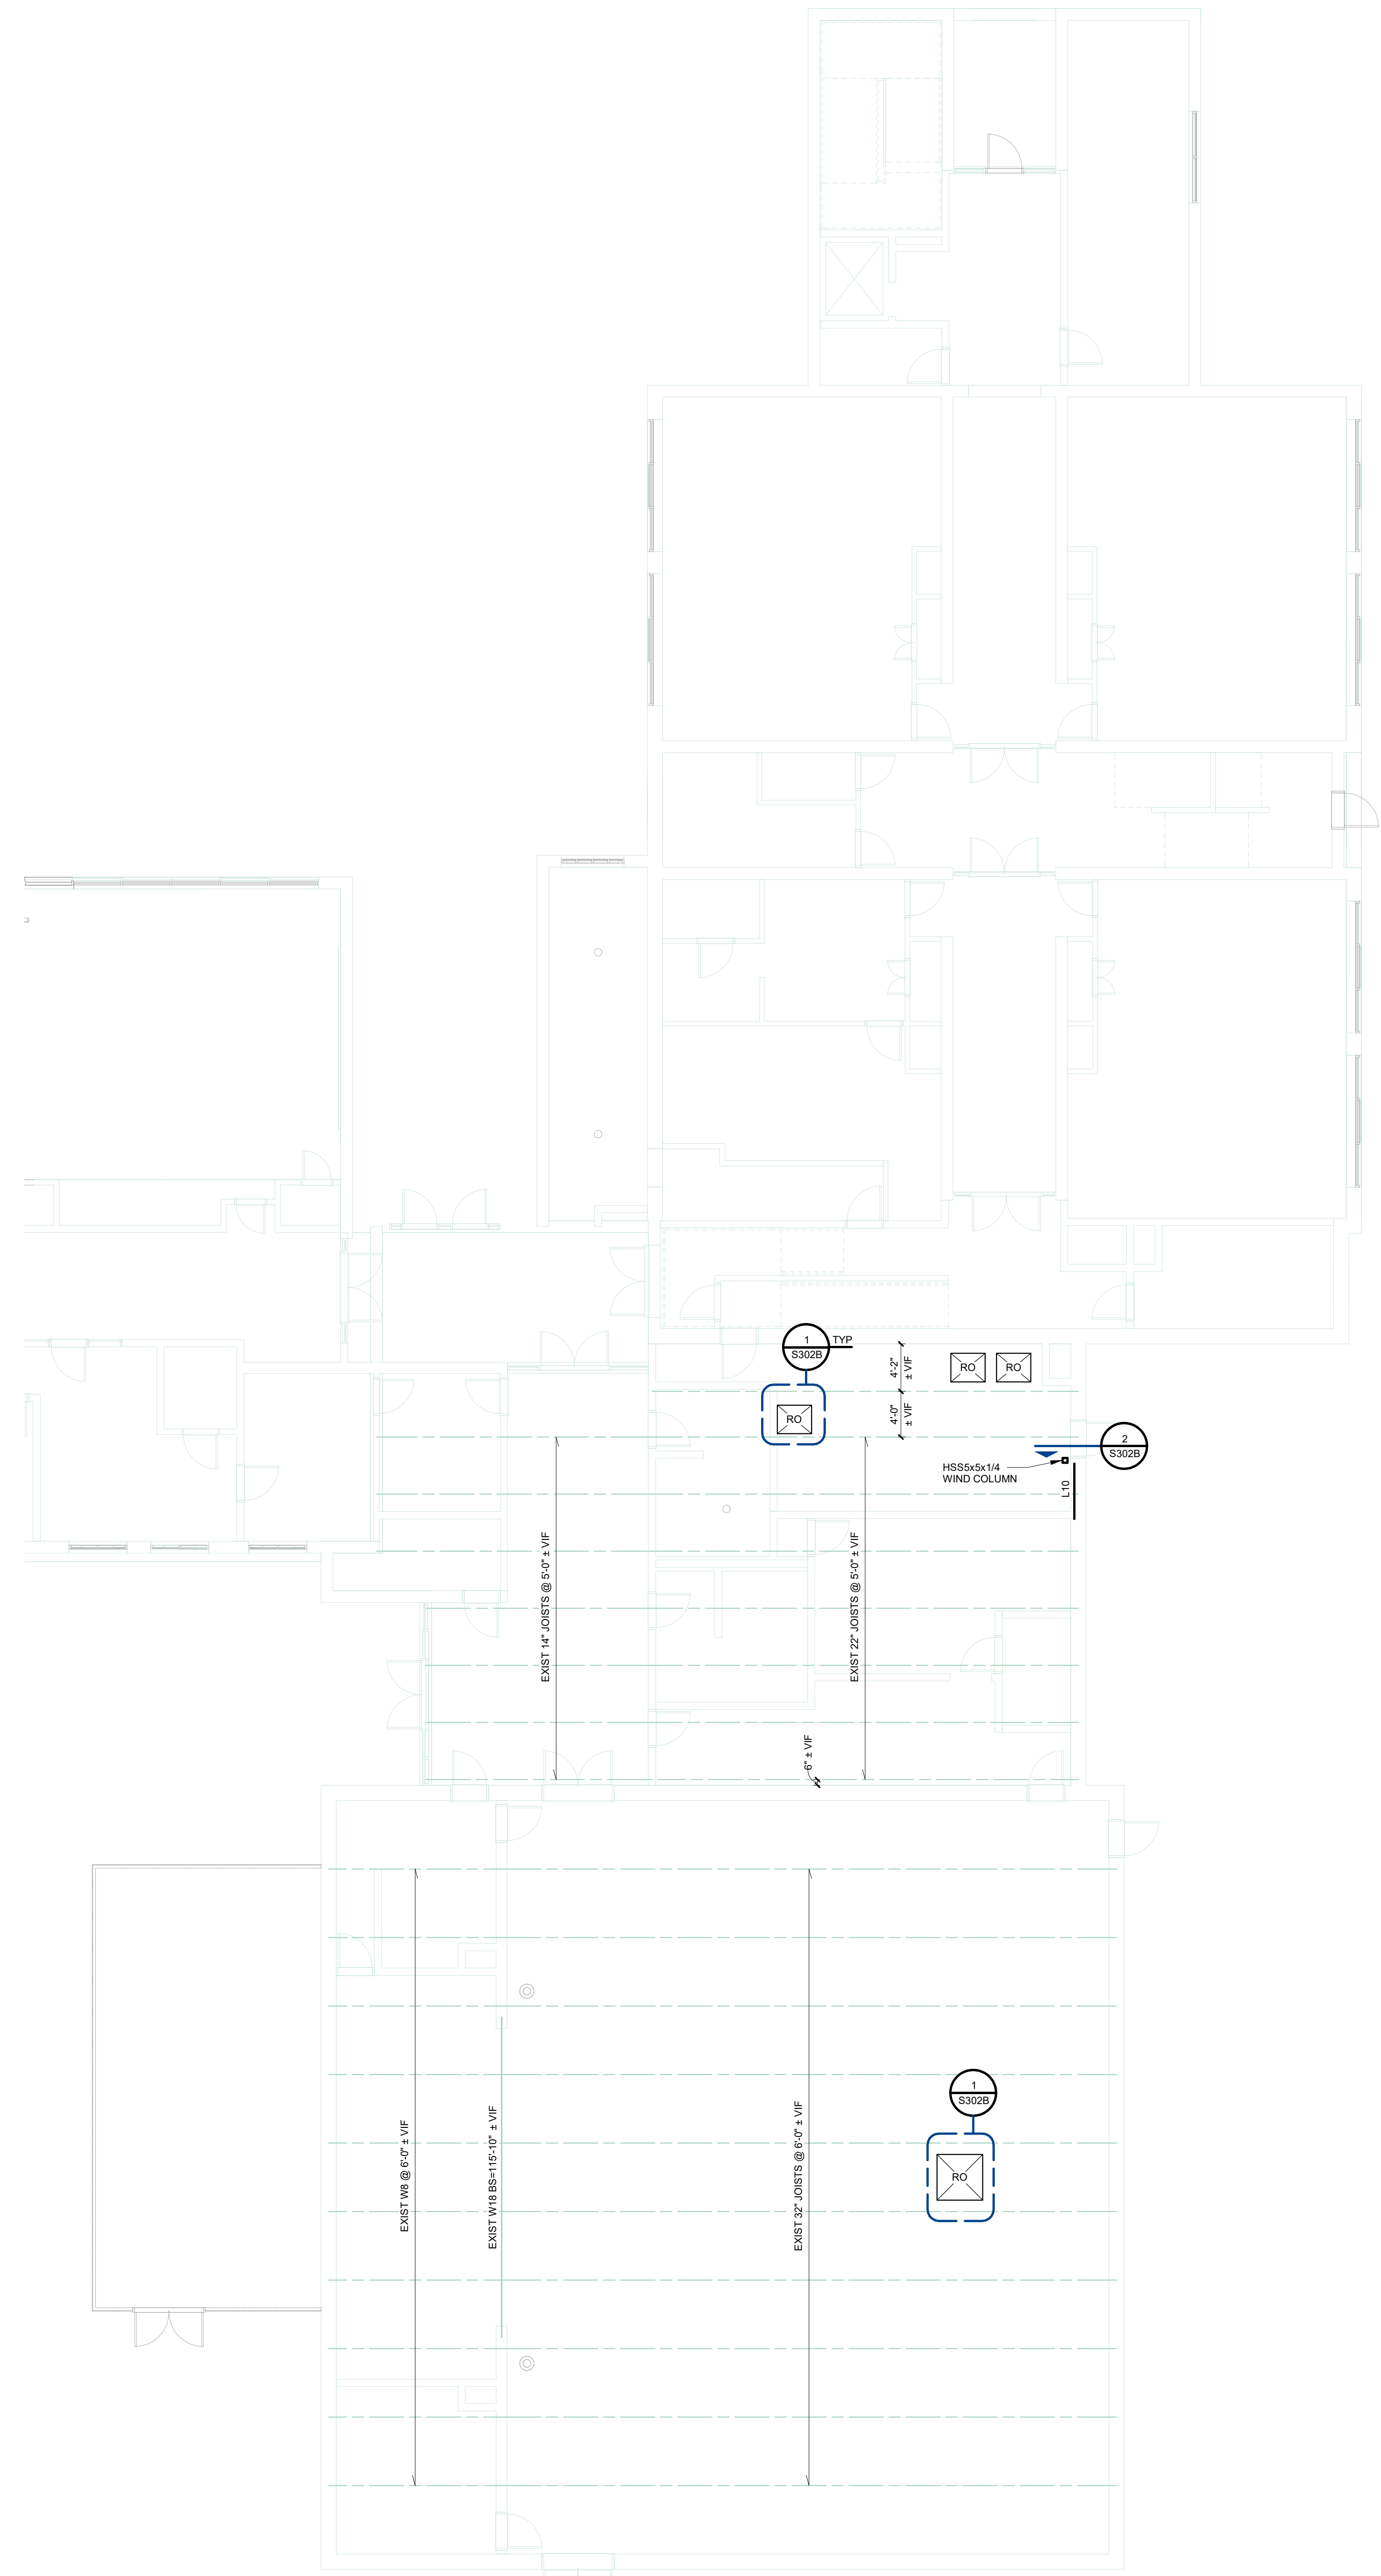 1
S302B
TYP
4'-2"
± VIF
RO
RO
4'-0"
± VIF
RO
2
S302B
HSS5x5x1/4
WIND COLUMN
L10
EXIST 14" JOISTS @ 5'-0" ± VIF
EXIST 22" JOISTS @ 5'-0" ± VIF
6" ± VIF
1
S302B
EXIST W8 @ 6'-0" ± VIF
EXIST W18 BS=115'-10" ± VIF
EXIST 32" JOISTS @ 6'-0" ± VIF
RO